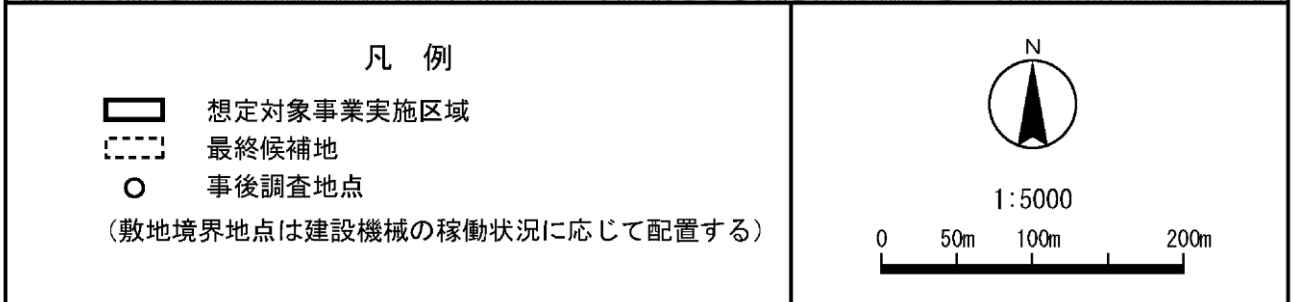 凡 例
想定対象事業実施区域
最終候補地
事後調査地点
(敷地境界地点は建設機械の稼働状況に応じて配置する)
N
1:5000
0 50m 100m 200m